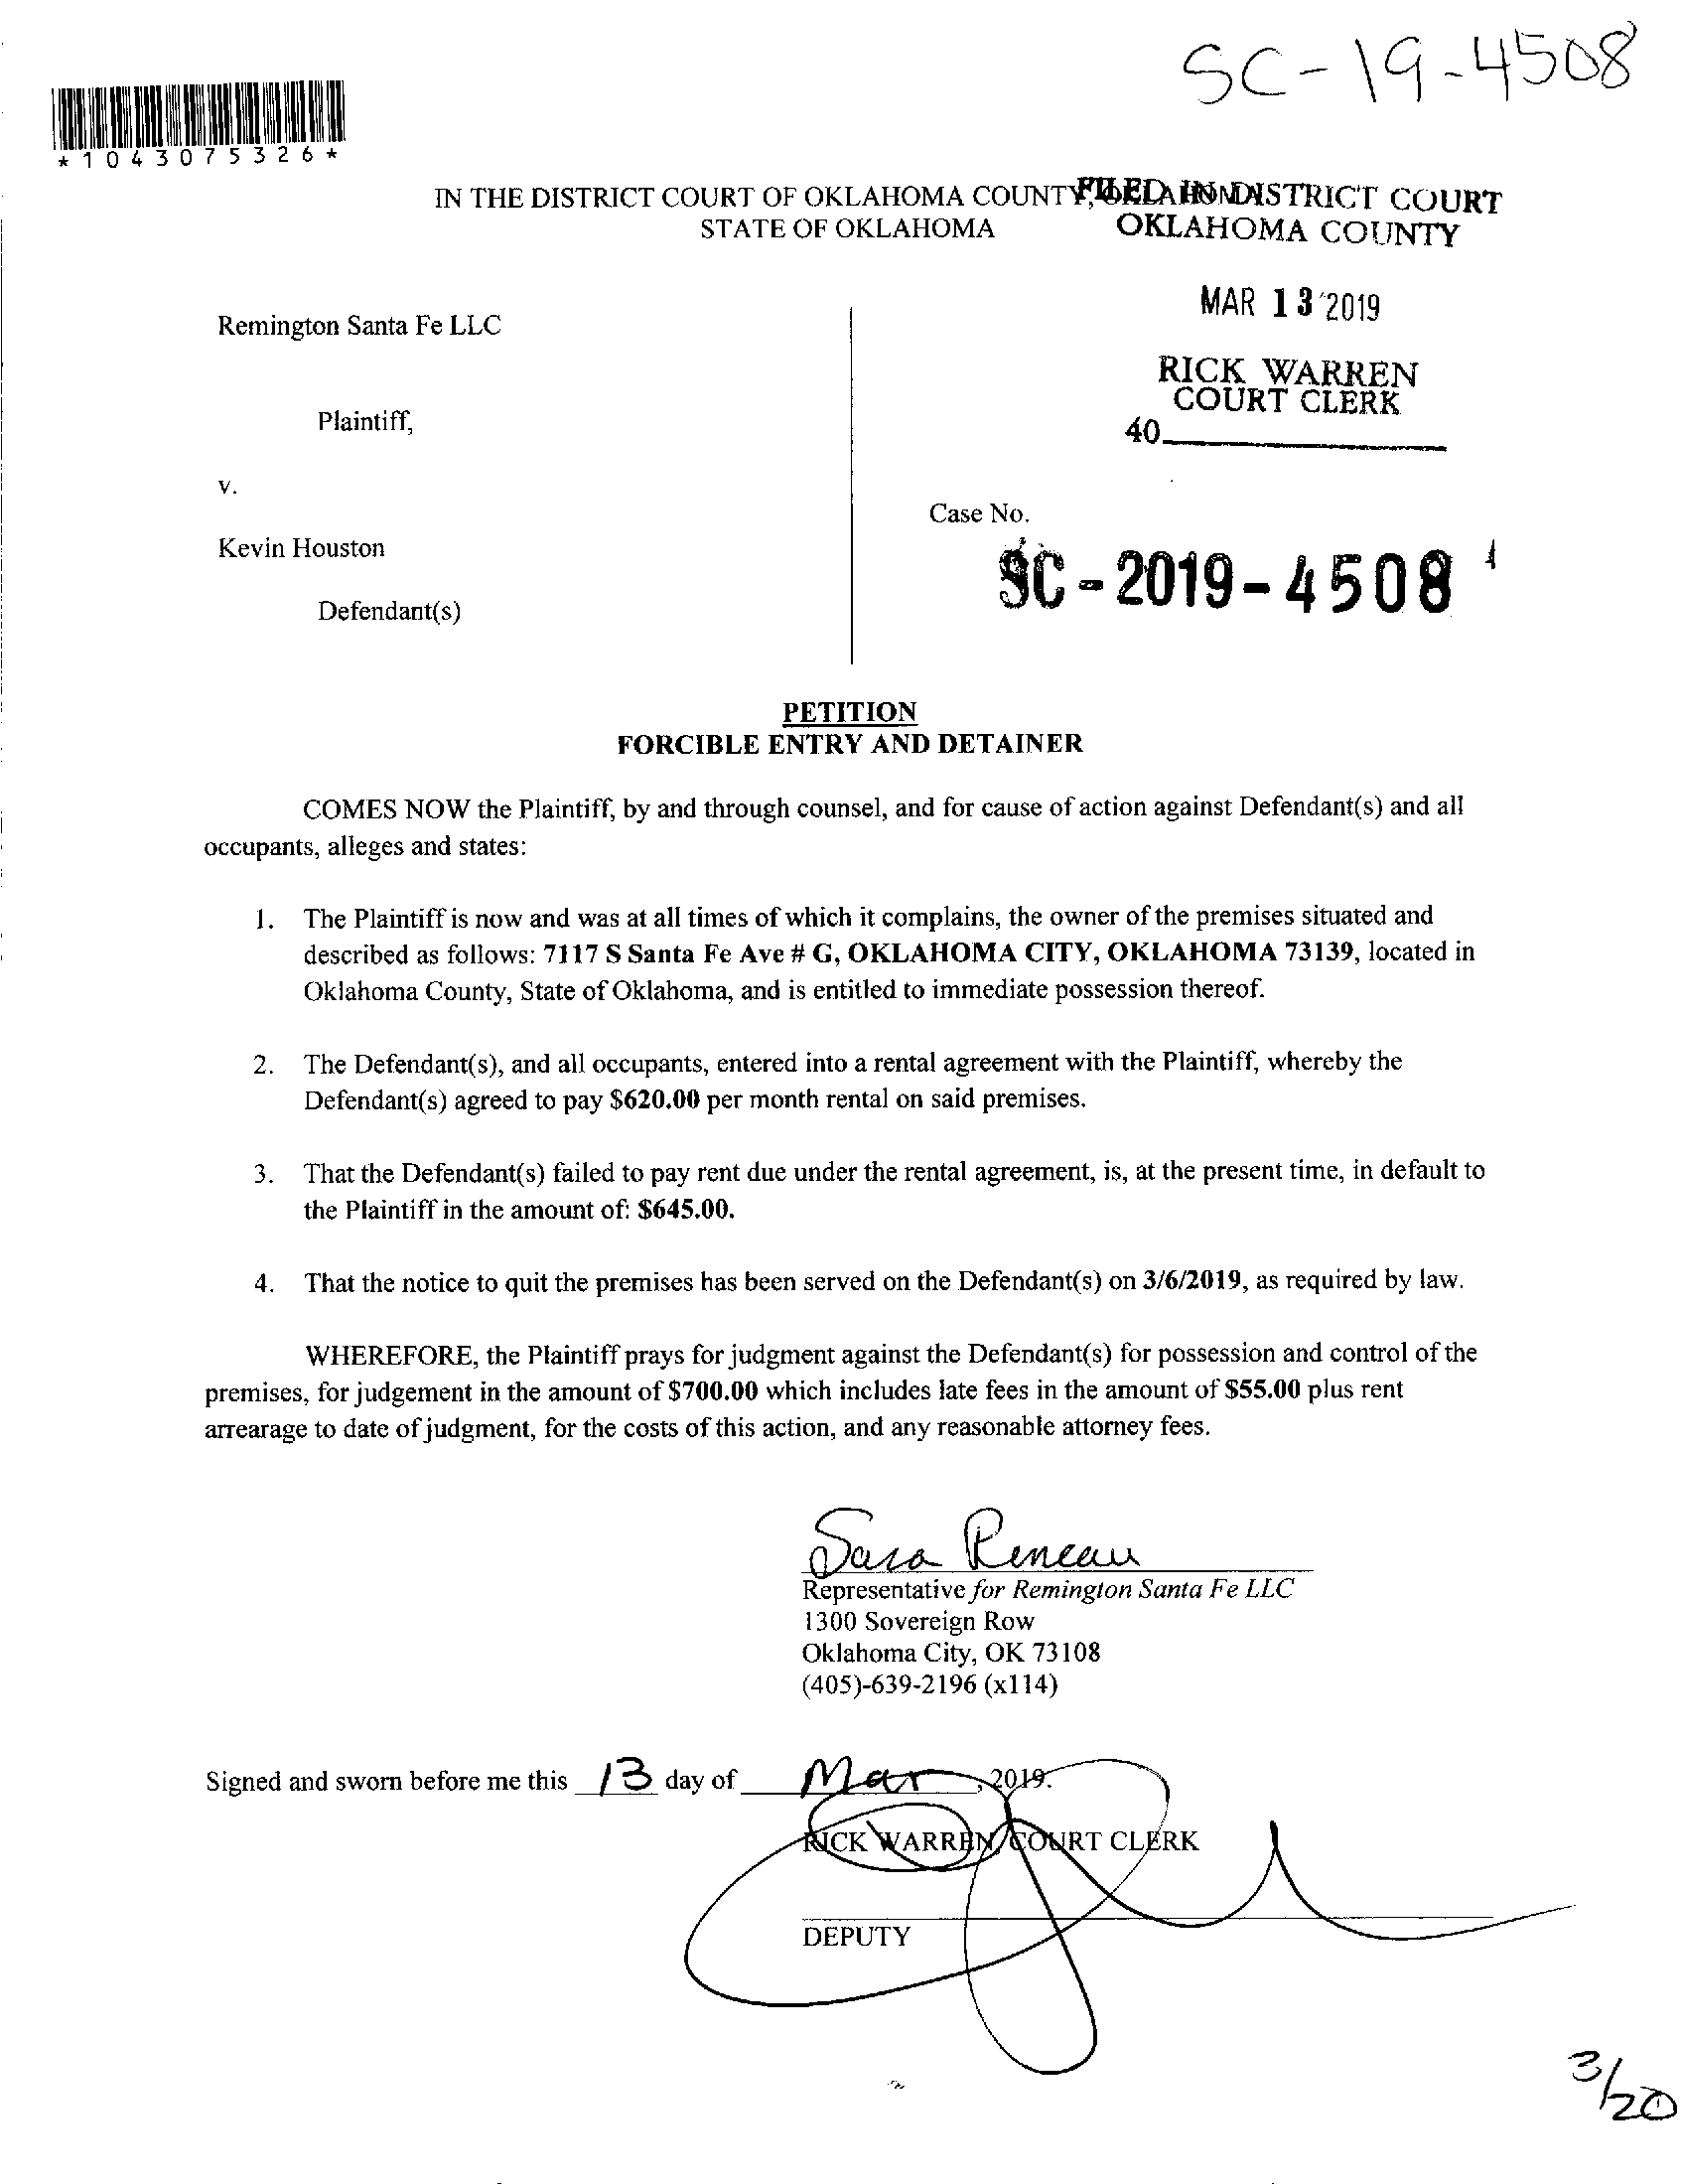 SC-19-4508
*1043075326*
IN THE DISTRICT COURT OF OKLAHOMA COUNTY, OKLAHOMA
STATE OF OKLAHOMA
FILED IN DISTRICT COURT
OKLAHOMA COUNTY
MAR 13 2019
RICK WARREN
COURT CLERK
40
Remington Santa Fe LLC
Plaintiff,
v.
Kevin Houston
Defendant(s)
Case No.
SC-2019-4508
PETITION
FORCIBLE ENTRY AND DETAINER
COMES NOW the Plaintiff, by and through counsel, and for cause of action against Defendant(s) and all
occupants, alleges and states:
1. The Plaintiff is now and was at all times of which it complains, the owner of the premises situated and
described as follows: 7117 S Santa Fe Ave # G, OKLAHOMA CITY, OKLAHOMA 73139, located in
Oklahoma County, State of Oklahoma, and is entitled to immediate possession thereof.
2. The Defendant(s), and all occupants, entered into a rental agreement with the Plaintiff, whereby the
Defendant(s) agreed to pay $620.00 per month rental on said premises.
3. That the Defendant(s) failed to pay rent due under the rental agreement, is, at the present time, in default to
the Plaintiff in the amount of: $645.00.
4. That the notice to quit the premises has been served on the Defendant(s) on 3/6/2019, as required by law.
WHEREFORE, the Plaintiff prays for judgment against the Defendant(s) for possession and control of the
premises, for judgement in the amount of $700.00 which includes late fees in the amount of $55.00 plus rent
arrearage to date of judgment, for the costs of this action, and any reasonable attorney fees.
Sara Reneau
Representative for Remington Santa Fe LLC
1300 Sovereign Row
Oklahoma City, OK 73108
(405)-639-2196 (x114)
Signed and sworn before me this 13 day of Mar, 2019.
RICK WARREN, COURT CLERK
DEPUTY
3/20